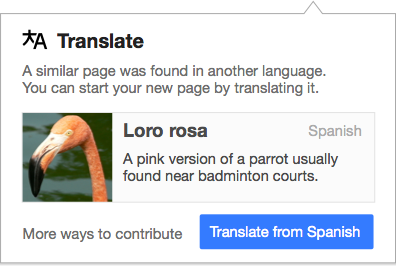 Translate
A similar page was found in another language.
You can start your new page by translating it.
Loro rosa Spanish
A pink version of a parrot usually
found near badminton courts.
More ways to contribute Translate from Spanish